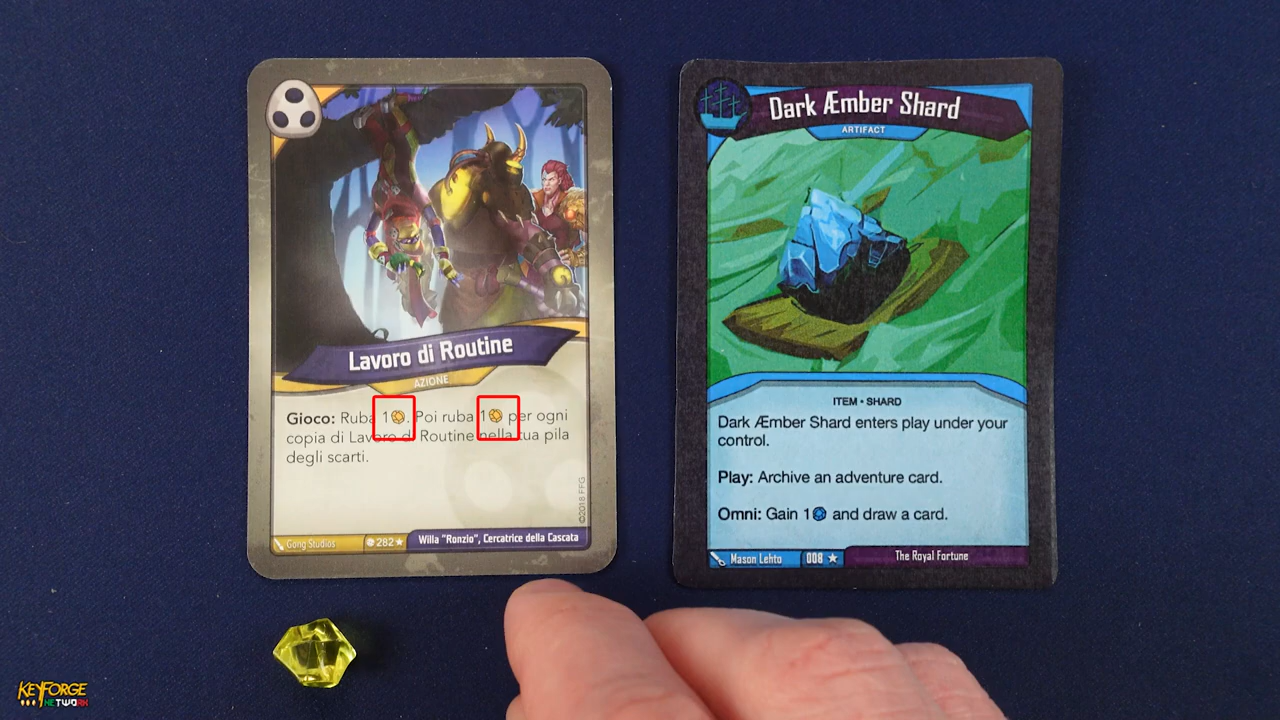 Lavoro di Routine
AZIONE
Gioco: Ruba 1. Poi ruba 1 per ogni
copia di Lavoro di Routine nella tua pila
degli scarti.
©2018 FFG
Gong Studios
282
Willa "Ronzio", Cercatrice della Cascata
Dark Æmber Shard
ARTIFACT
ITEM • SHARD
Dark Æmber Shard enters play under your
control.
Play: Archive an adventure card.
Omni: Gain 1 and draw a card.
Mason Lehto
008
The Royal Fortune
KEYFORGE
NETWORK